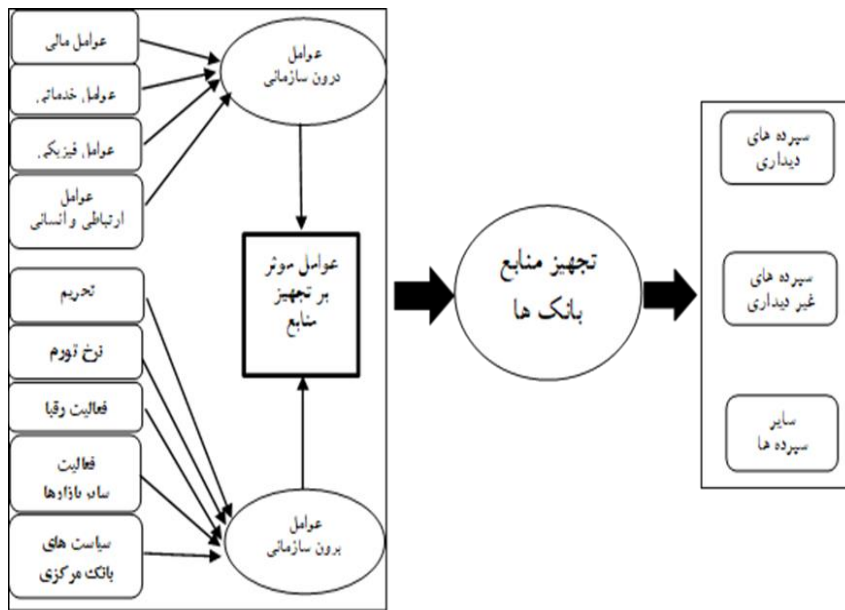 عوامل مالی
عوامل خدماتی
عوامل فیزیکی
عوامل
ارتباطی و انسانی
تحریم
نرخ تورم
فعالیت رقبا
فعالیت
سایر بازارها
سیاست های
بانک مرکزی
عوامل
درون سازمانی
عوامل موثر
بر تجهیز
منابع
عوامل
برون سازمانی
تجهیز منابع
بانک ها
سپرده های
دیداری
سپرده های
غیر دیداری
سایر
سپرده ها